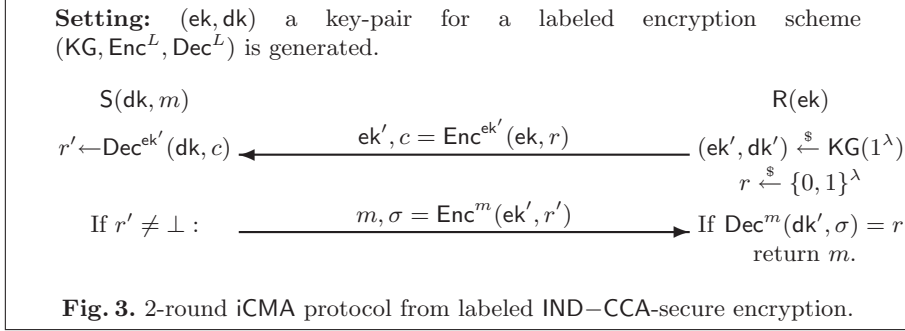 Setting: (ek, dk) a key-pair for a labeled encryption scheme
(KG, Enc^L, Dec^L) is generated.
S(dk, m) R(ek)
r′←Dec^{ek′}(dk, c) ek′, c = Enc^{ek′}(ek, r) (ek′, dk′) ←$ KG(1^λ)
r ←$ {0, 1}^λ
If r′ ≠ ⊥ : m, σ = Enc^m(ek′, r′) If Dec^m(dk′, σ) = r
return m.
Fig. 3. 2-round iCMA protocol from labeled IND−CCA-secure encryption.